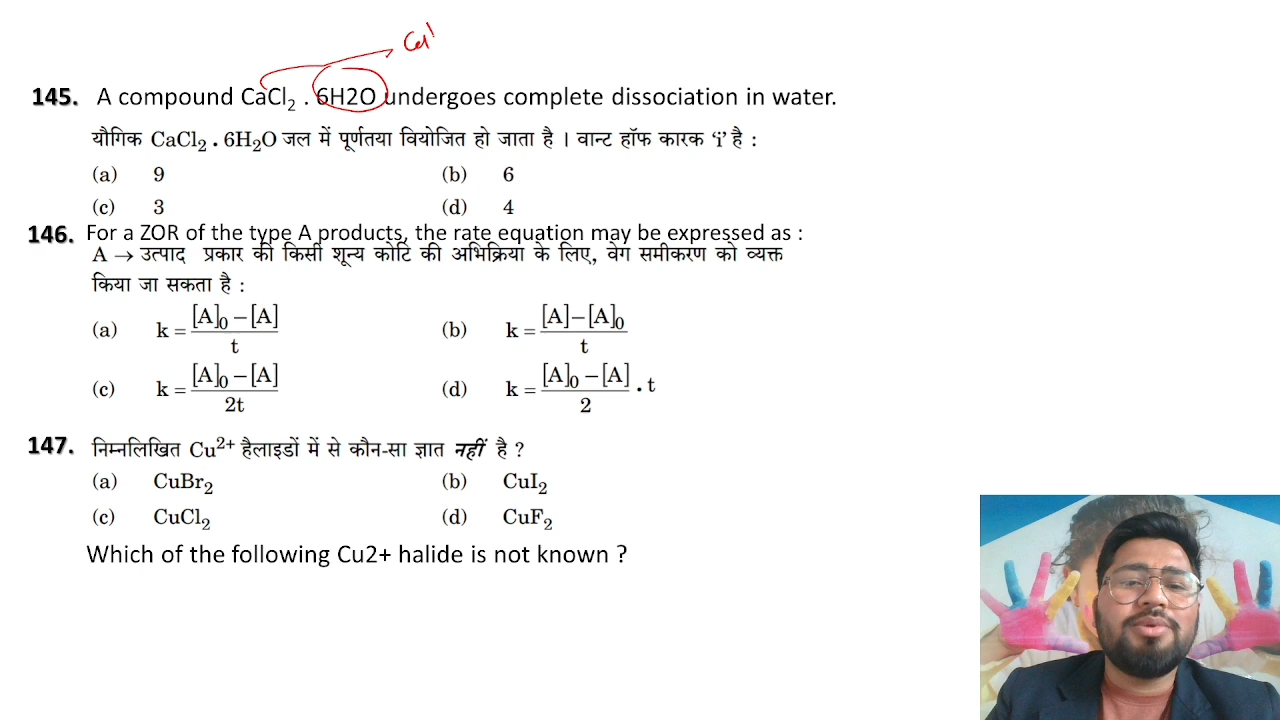 145. A compound CaCl₂ . 6H2O undergoes complete dissociation in water.
यौगिक CaCl₂ . 6H₂O जल में पूर्णतया वियोजित हो जाता है । वान्ट हॉफ कारक ‘i’ है :
(a) 9 (b) 6
(c) 3 (d) 4
146. For a ZOR of the type A products, the rate equation may be expressed as :
A → उत्पाद प्रकार की किसी शून्य कोटि की अभिक्रिया के लिए, वेग समीकरण को व्यक्त
किया जा सकता है :
(a) k = [A]₀ – [A] / t (b) k = [A] – [A]₀ / t
(c) k = [A]₀ – [A] / 2t (d) k = [A]₀ – [A] / 2 . t
147. निम्नलिखित Cu²⁺ हैलाइडों में से कौन-सा ज्ञात नहीं है ?
(a) CuBr₂ (b) CuI₂
(c) CuCl₂ (d) CuF₂
Which of the following Cu2+ halide is not known ?